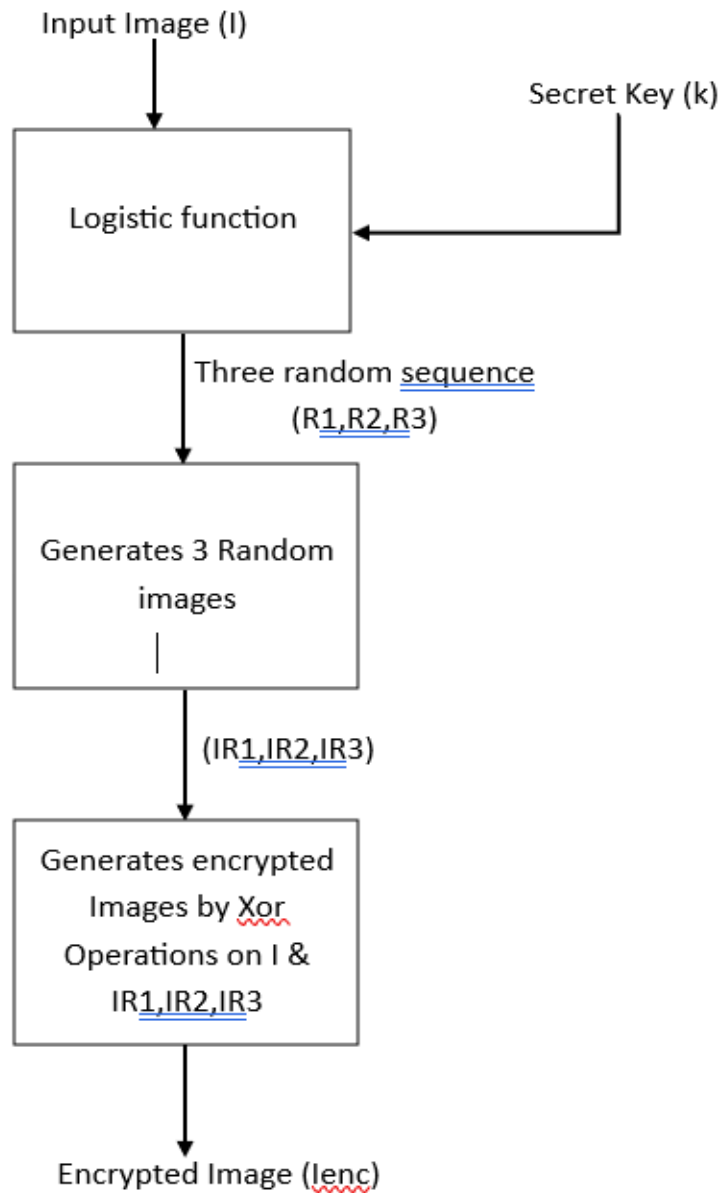 Input Image (I)
Secret Key (k)
Logistic function
Three random sequence
(R1,R2,R3)
Generates 3 Random
images
(IR1,IR2,IR3)
Generates encrypted
Images by Xor
Operations on I &
IR1,IR2,IR3
Encrypted Image (Ienc)